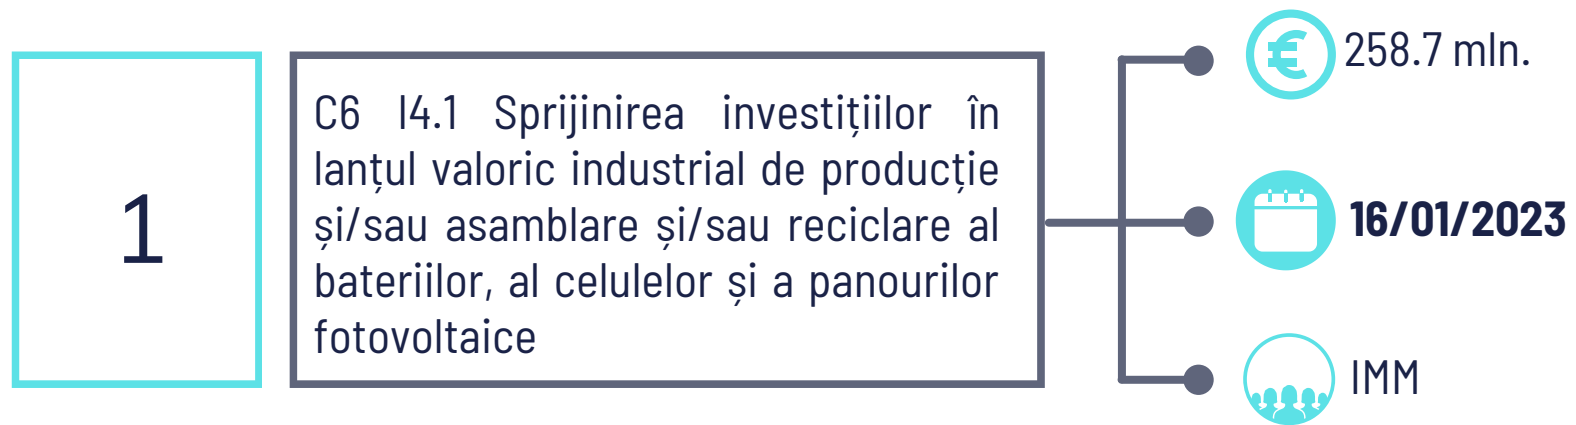 1
C6 I4.1 Sprijinirea investițiilor în
lanțul valoric industrial de producție
și/sau asamblare și/sau reciclare al
bateriilor, al celulelor și a panourilor
fotovoltaice
€ 258.7 mln.
16/01/2023
IMM